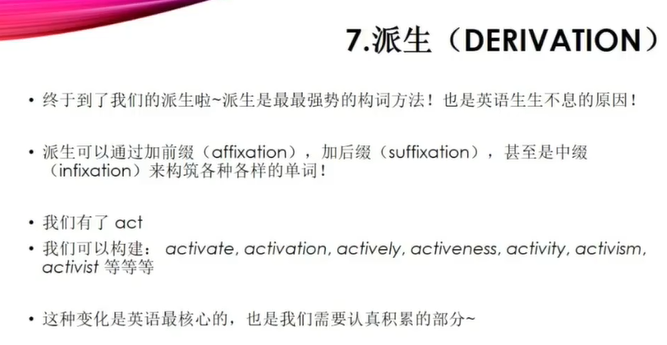 7.派生（DERIVATION）
• 终于到了我们的派生啦~派生是最最强势的构词方法！也是英语生生不息的原因！
• 派生可以通过加前缀（affixation），加后缀（suffixation），甚至是中缀
（infixation）来构筑各种各样的单词！
• 我们有了 act
• 我们可以构建： activate, activation, actively, activeness, activity, activism,
activist 等等等
• 这种变化是英语最核心的，也是我们需要认真积累的部分~